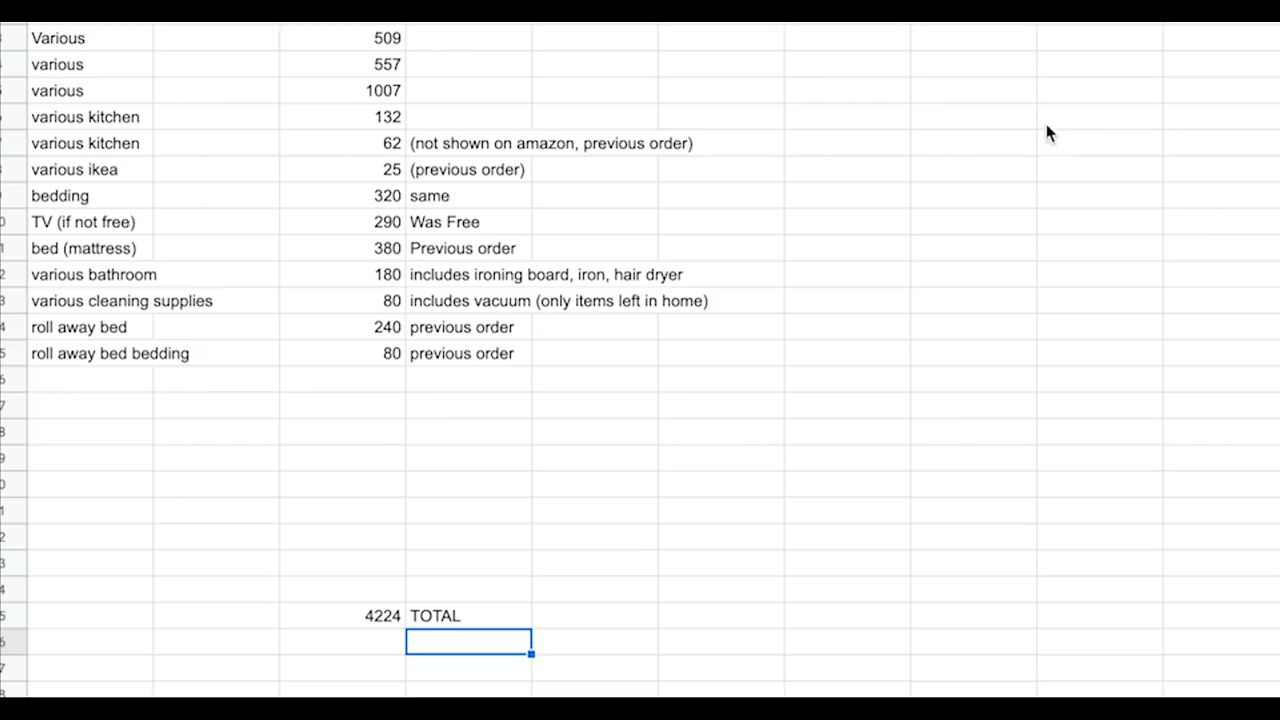 Various 509
various 557
various 1007
various kitchen 132
various kitchen 62 (not shown on amazon, previous order)
various ikea 25 (previous order)
bedding 320 same
TV (if not free) 290 Was Free
bed (mattress) 380 Previous order
various bathroom 180 includes ironing board, iron, hair dryer
various cleaning supplies 80 includes vacuum (only items left in home)
roll away bed 240 previous order
roll away bed bedding 80 previous order
4224 TOTAL